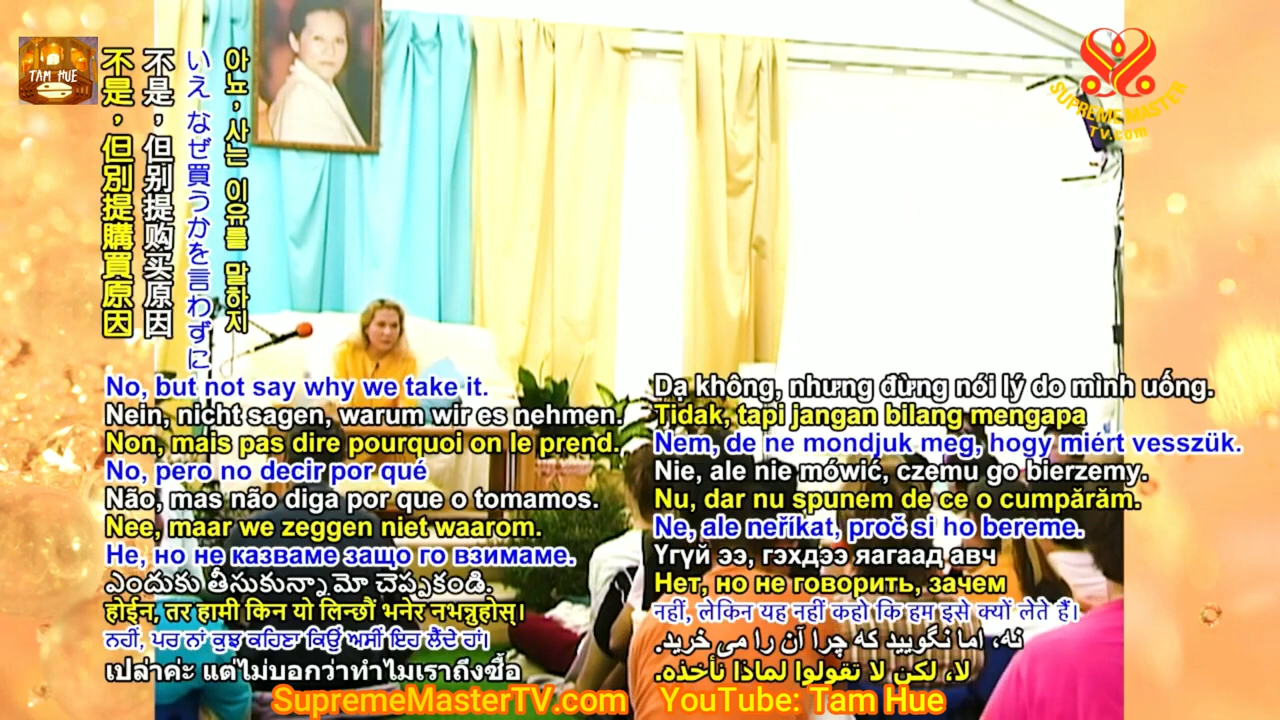 TAM HUE
SUPREME MASTER
TV.com
不是，但別提購買原因
不是，但别提购买原因
いえ なぜ買うかを言わずに
아뇨, 사는 이유를 말하지
No, but not say why we take it.
Nein, nicht sagen, warum wir es nehmen.
Non, mais pas dire pourquoi on le prend.
No, pero no decir por qué
Não, mas não diga por que o tomamos.
Nee, maar we zeggen niet waarom.
Не, но не казваме защо го взимаме.
ఎందుకు తీసుకున్నామో చెప్పకండి.
होईन, तर हामी किन यो लिन्छौं भनेर नभन्नुहोस्।
ਨਹੀਂ, ਪਰ ਨਾਂ ਕੁਝ ਕਹਿਣਾ ਕਿਉਂ ਅਸੀਂ ਇਹ ਲੈਂਦੇ ਹਾਂ।
เปล่าค่ะ แต่ไม่บอกว่าทำไมเราถึงซื้อ
Dạ không, nhưng đừng nói lý do mình uống.
Tidak, tapi jangan bilang mengapa
Nem, de ne mondjuk meg, hogy miért vesszük.
Nie, ale nie mówić, czemu go bierzemy.
Nu, dar nu spunem de ce o cumpărăm.
Ne, ale neříkat, proč si ho bereme.
Үгүй ээ, гэхдээ яагаад авч
Нет, но не говорить, зачем
नहीं, लेकिन यह नहीं कहो कि हम इसे क्यों लेते हैं।
نه، اما نگویید که چرا آن را می خرید.
لا، لكن لا تقولوا لماذا نأخذه.
SupremeMasterTV.com YouTube: Tam Hue